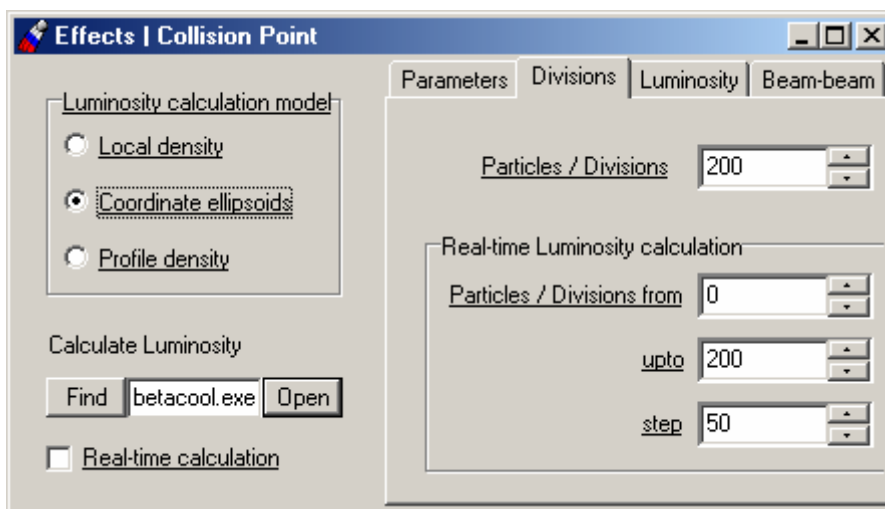 Effects | Collision Point
Luminosity calculation model
Local density
Coordinate ellipsoids
Profile density
Calculate Luminosity
Find betacool.exe Open
Real-time calculation
Parameters Divisions Luminosity Beam-beam
Particles / Divisions 200
Real-time Luminosity calculation
Particles / Divisions from 0
upto 200
step 50